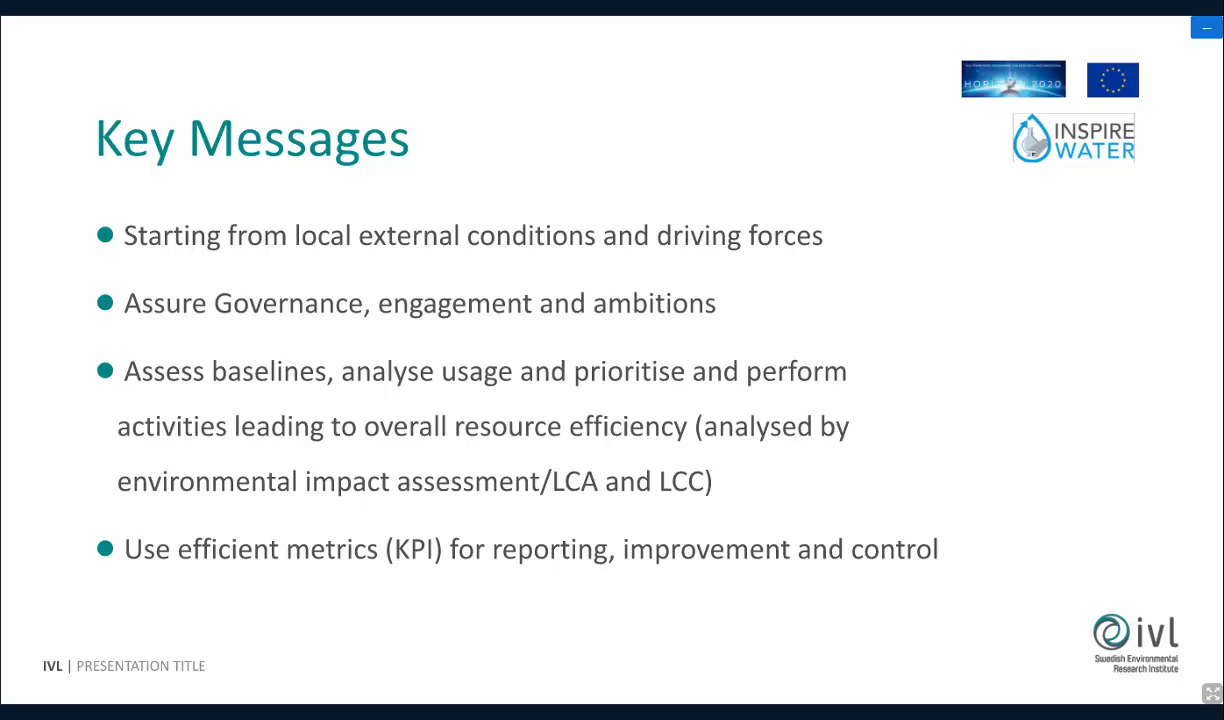 HORIZON 2020
Key Messages
INSPIRE
WATER
Starting from local external conditions and driving forces
Assure Governance, engagement and ambitions
Assess baselines, analyse usage and prioritise and perform
activities leading to overall resource efficiency (analysed by
environmental impact assessment/LCA and LCC)
Use efficient metrics (KPI) for reporting, improvement and control
ivl
Swedish Environmental
Research Institute
IVL | PRESENTATION TITLE